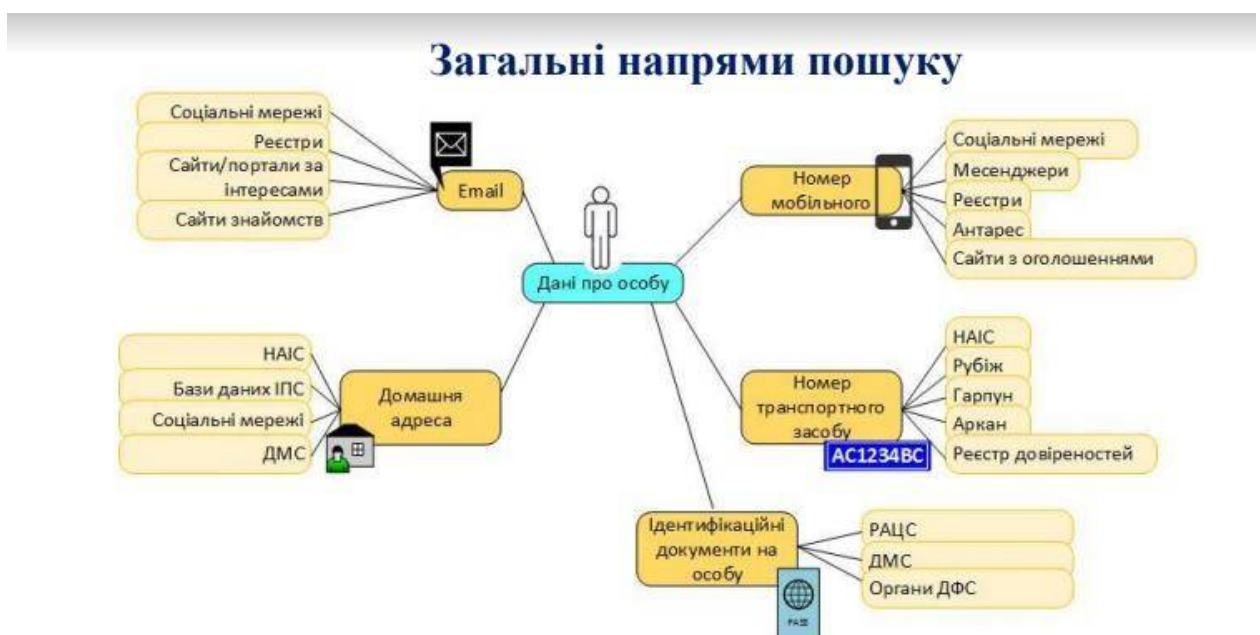 Загальні напрями пошуку
Соціальні мережі
Реєстри
Сайти/портали за
інтересами
Сайти знайомств
Email
Номер
мобільного
Соціальні мережі
Месенджери
Реєстри
Антарес
Сайти з оголошеннями
Дані про особу
НАІС
Бази даних ІПС
Соціальні мережі
ДМС
Домашня
адреса
Номер
транспортного
засобу
AC1234BC
НАІС
Рубіж
Гарпун
Аркан
Реєстр довіреностей
Ідентифікаційні
документи на
особу
PASS
РАЦС
ДМС
Органи ДФС